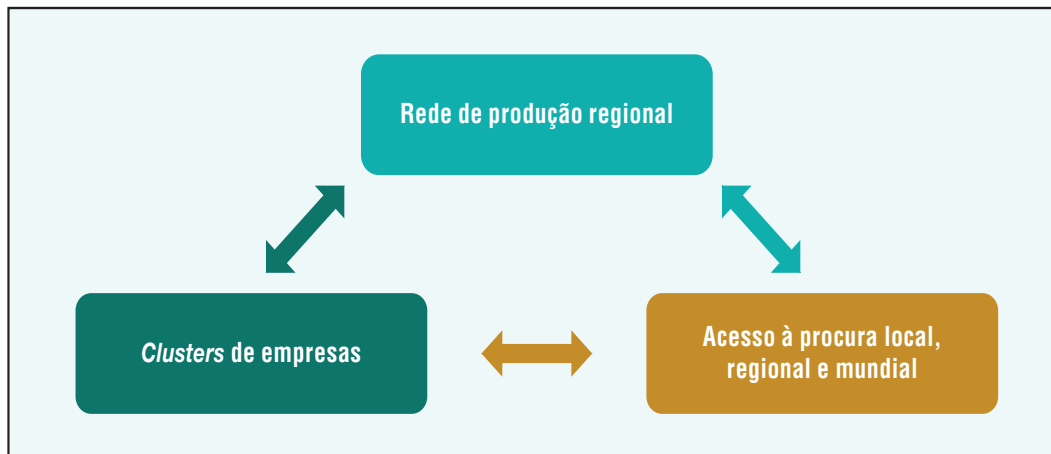 Rede de produção regional
Clusters de empresas
Acesso à procura local,
regional e mundial